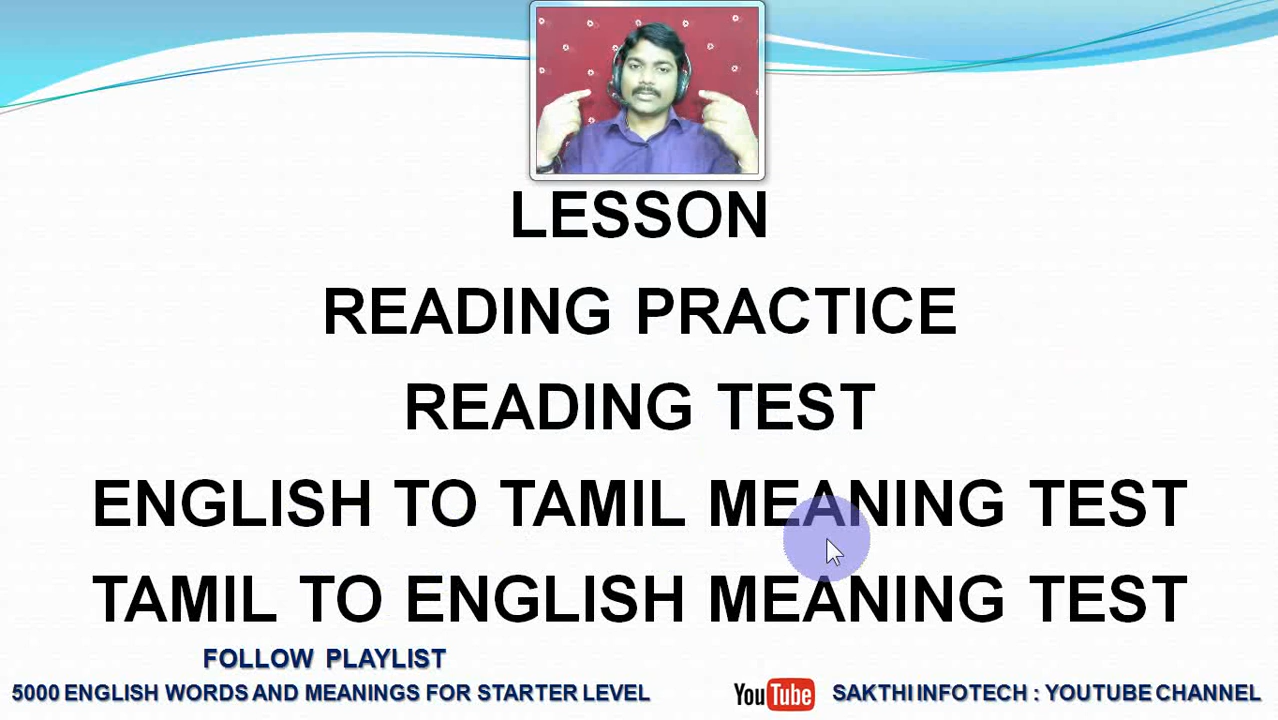 LESSON
READING PRACTICE
READING TEST
ENGLISH TO TAMIL MEANING TEST
TAMIL TO ENGLISH MEANING TEST
FOLLOW PLAYLIST
5000 ENGLISH WORDS AND MEANINGS FOR STARTER LEVEL
YouTube SAKTHI INFOTECH : YOUTUBE CHANNEL